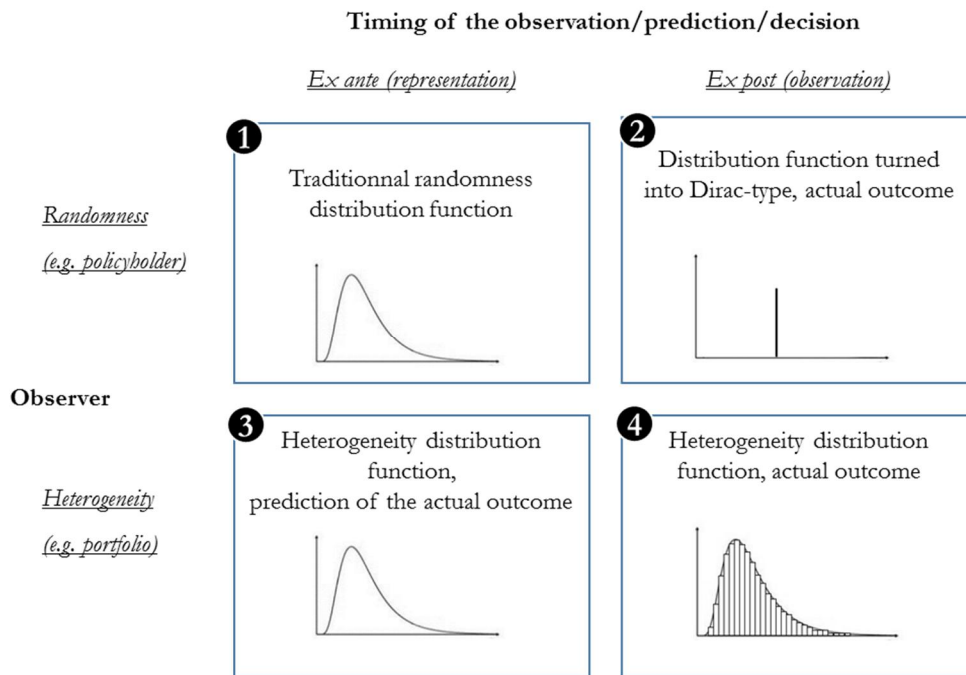 Timing of the observation/prediction/decision
Ex ante (representation)
Ex post (observation)
1
Traditionnal randomness
distribution function
2
Distribution function turned
into Dirac-type, actual outcome
Randomness
(e.g. policyholder)
Observer
3
Heterogeneity distribution
function,
prediction of the actual outcome
4
Heterogeneity distribution
function, actual outcome
Heterogeneity
(e.g. portfolio)